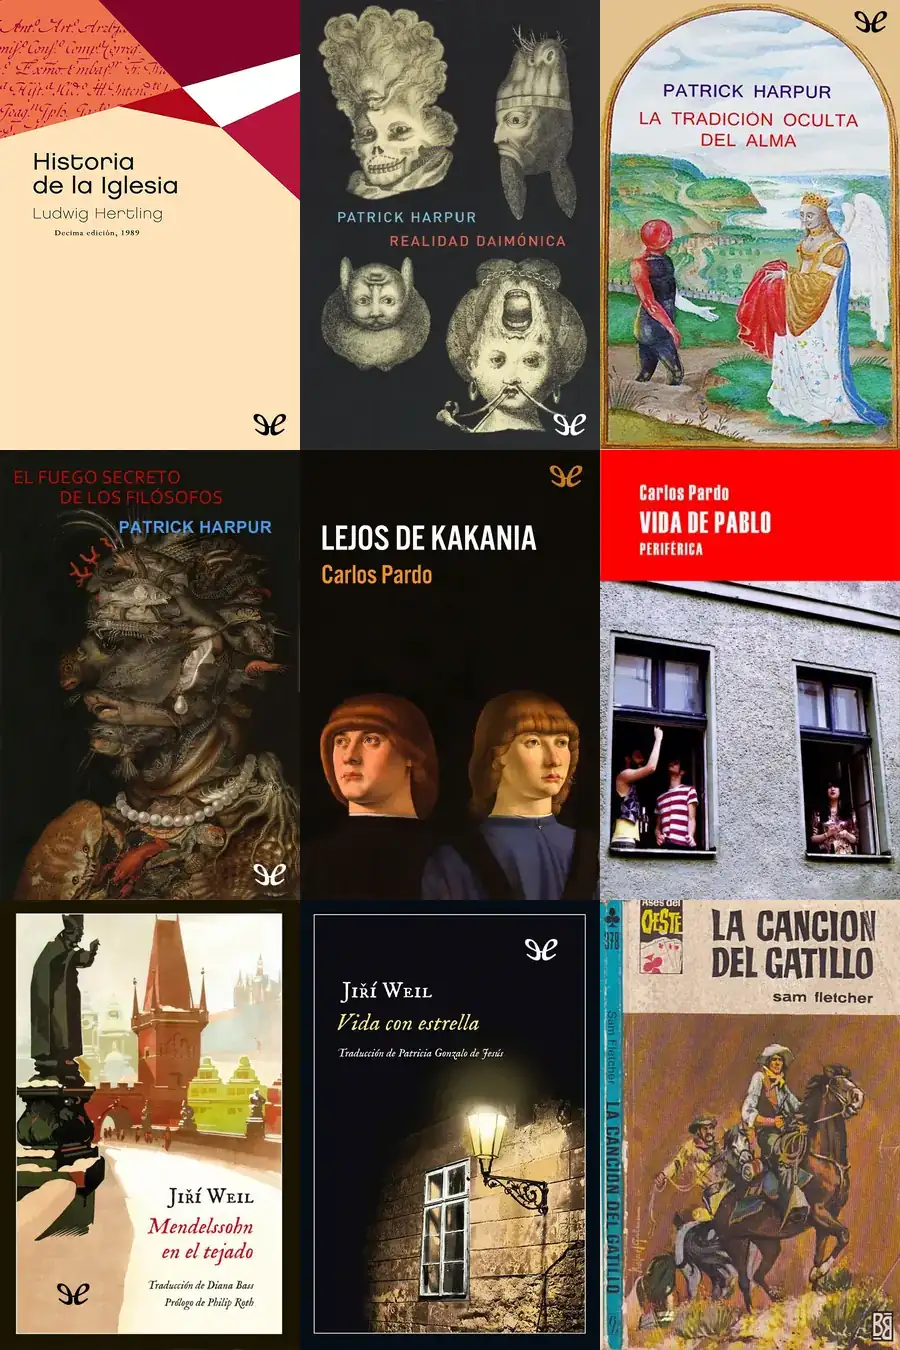 Historia
de la Iglesia
Ludwig Hertling
Decima edición, 1989
PATRICK HARPUR
REALIDAD DAIMÓNICA
PATRICK HARPUR
LA TRADICIÓN OCULTA
DEL ALMA
EL FUEGO SECRETO
DE LOS FILÓSOFOS
PATRICK HARPUR
LEJOS DE KAKANIA
Carlos Pardo
Carlos Pardo
VIDA DE PABLO
PERIFÉRICA
JIŘÍ WEIL
Mendelssohn
en el tejado
Traducción de Diana Bass
Prólogo de Philip Roth
JIŘÍ WEIL
Vida con estrella
Traducción de Patricia Gonzalo de Jesús
Ases del
OESTE
LA CANCION
DEL GATILLO
sam fletcher
378
Sam Fletcher
LA CANCION DEL GATILLO